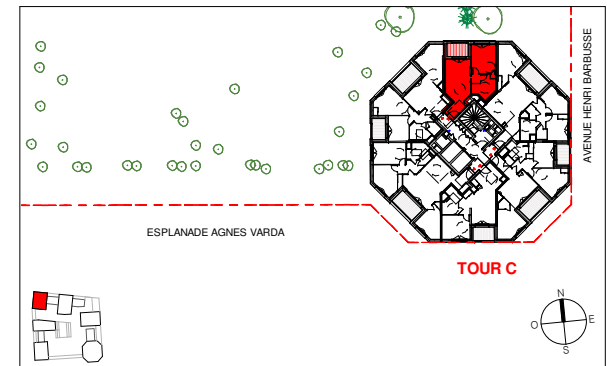 AVENUE HENRI BARBUSSE
ESPLANADE AGNES VARDA
TOUR C
N
O
E
S